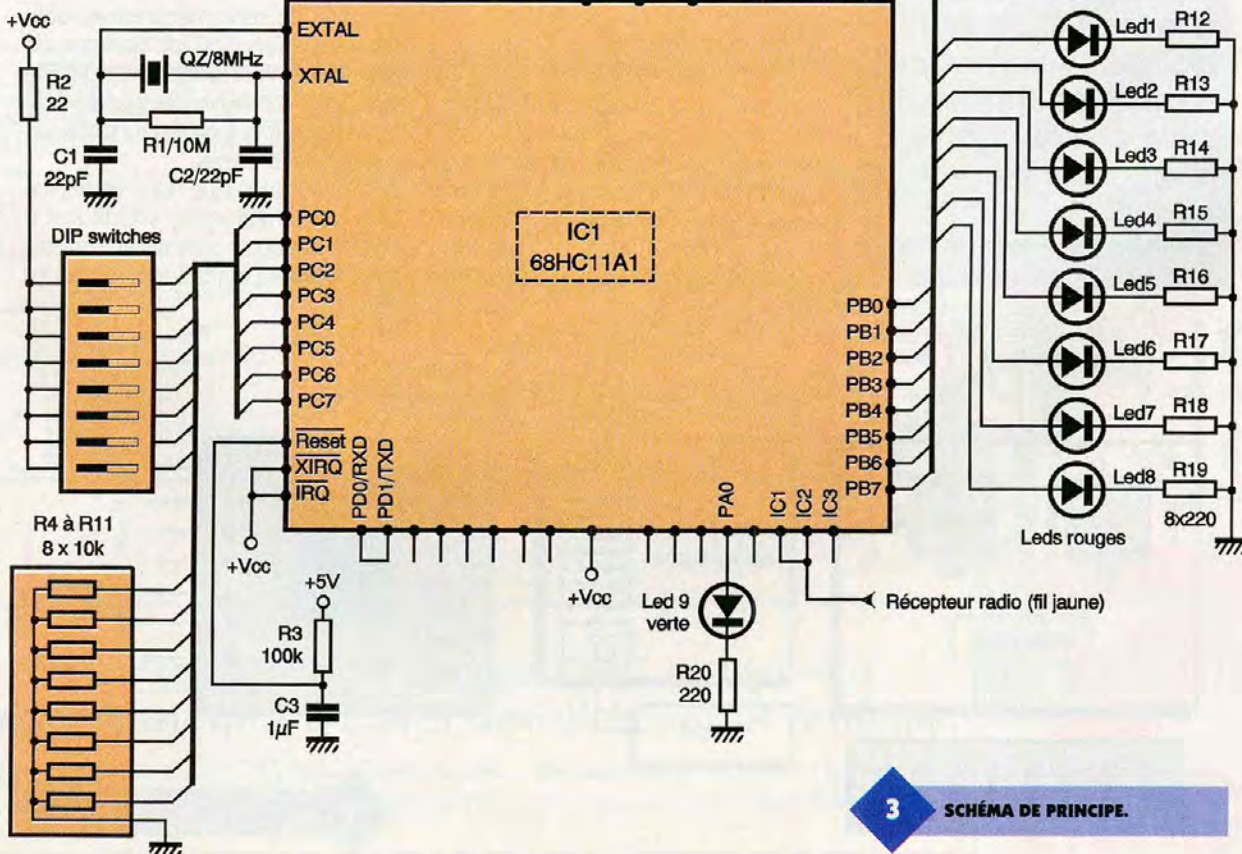 +Vcc
R2
22
EXTAL
QZ/8MHz
XTAL
R1/10M
C1
22pF
C2/22pF
DIP switches
PC0
PC1
PC2
PC3
PC4
PC5
PC6
PC7
Reset
XIRQ
IRQ
PD0/RXD
PD1/TXD
IC1
68HC11A1
PB0
PB1
PB2
PB3
PB4
PB5
PB6
PB7
PA0
IC1
IC2
IC3
Led1
R12
Led2
R13
Led3
R14
Led4
R15
Led5
R16
Led6
R17
Led7
R18
Led8
R19
8x220
Leds rouges
R4 à R11
8 x 10k
+Vcc
+5V
R3
100k
C3
1µF
+Vcc
Led 9
verte
R20
220
Récepteur radio (fil jaune)
3 SCHÉMA DE PRINCIPE.